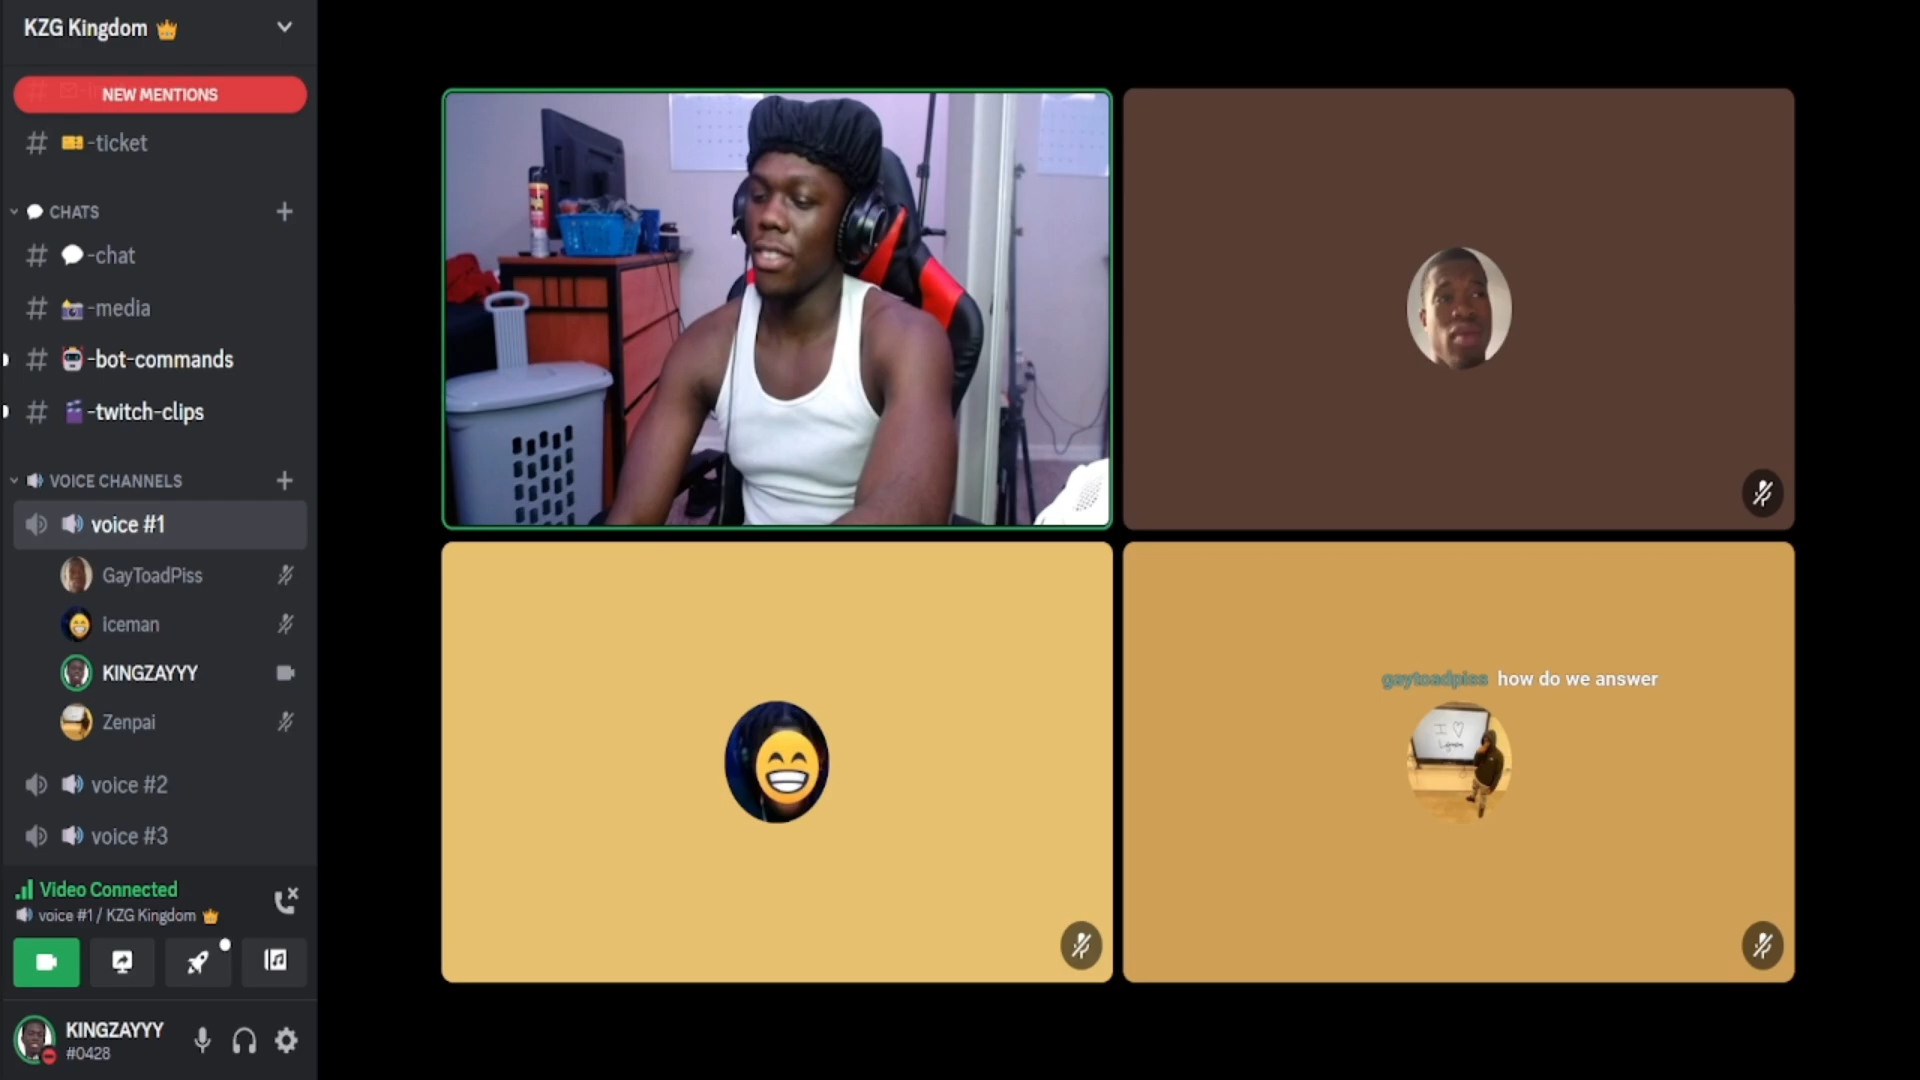 KZG Kingdom
NEW MENTIONS
-ticket
CHATS
-chat
-media
-bot-commands
-twitch-clips
VOICE CHANNELS
voice #1
GayToadPiss
Iceman
KINGZAYYY
Zenpai
voice #2
voice #3
Video Connected
voice #1 / KZG Kingdom
KINGZAYYY
#0428
gaytoadpiss how do we answer
I ♡